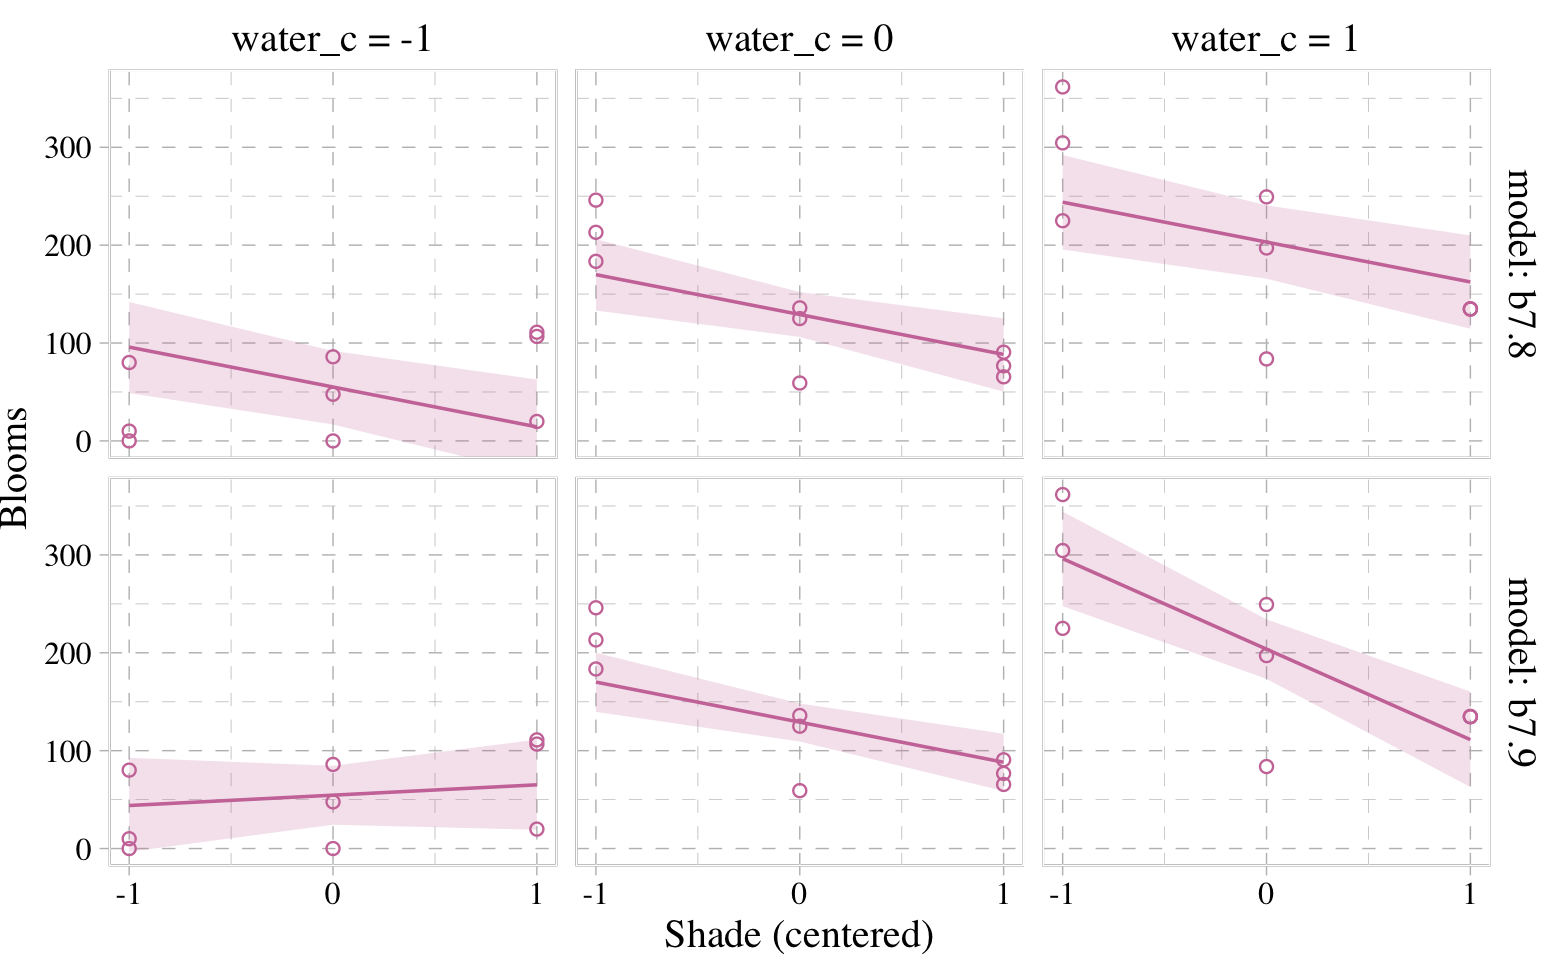 water_c = -1
water_c = 0
water_c = 1
300
200
100
0
model: b7.8
Blooms
300
200
100
0
model: b7.9
-1
0
1
-1
0
1
-1
0
1
Shade (centered)